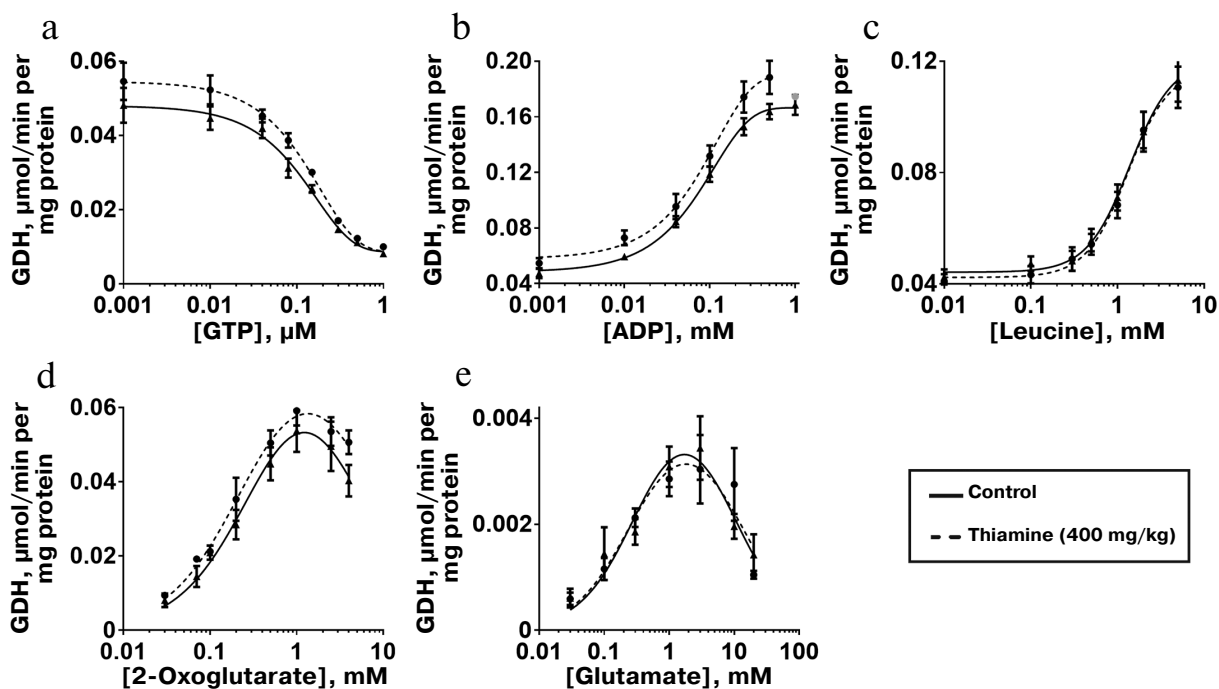 a
GDH, μmol/min per
mg protein
0.06
0.04
0.02
0
0.001
0.01
0.1
1
[GTP], μM
b
GDH, μmol/min per
mg protein
0.20
0.16
0.12
0.08
0.04
0.001
0.01
0.1
1
[ADP], mM
c
GDH, μmol/min per
mg protein
0.12
0.08
0.04
0.01
0.1
1
10
[Leucine], mM
d
GDH, μmol/min per
mg protein
0.06
0.04
0.02
0
0.01
0.1
1
10
[2-Oxoglutarate], mM
e
GDH, μmol/min per
mg protein
0.004
0.002
0
0.01
0.1
1
10
100
[Glutamate], mM
Control
Thiamine (400 mg/kg)